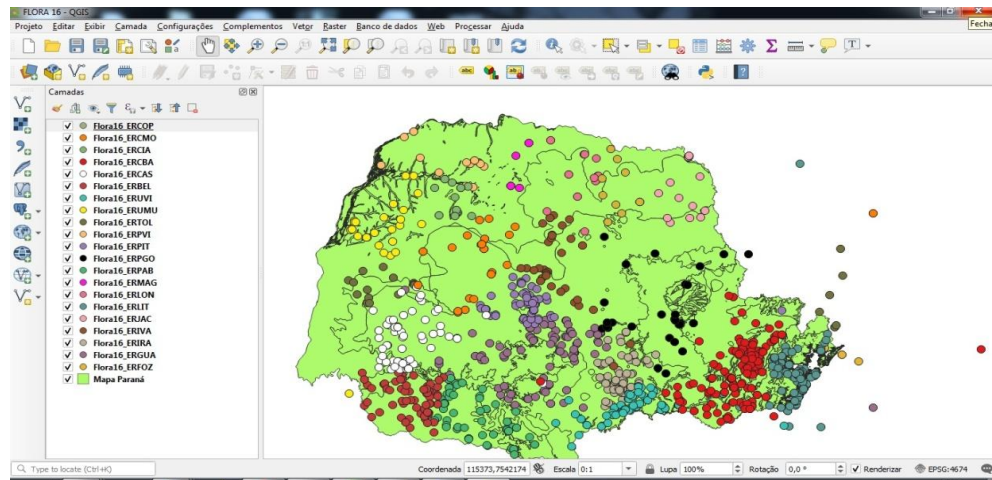 FLORA 16 - QGIS
Projeto Editar Exibir Camada Configurações Complementos Vetor Raster Banco de dados Web Processar Ajuda
Fecha
Camadas
Flora16_ERCOP
Flora16_ERCMO
Flora16_ERCIA
Flora16_ERCBA
Flora16_ERCAS
Flora16_ERBEL
Flora16_ERUVI
Flora16_ERUMU
Flora16_ERTOL
Flora16_ERPVI
Flora16_ERPIT
Flora16_ERPGO
Flora16_ERPAB
Flora16_ERMAG
Flora16_ERLON
Flora16_ERLIT
Flora16_ERJAC
Flora16_ERIVA
Flora16_ERIRA
Flora16_ERGUA
Flora16_ERFOZ
Mapa Paraná
Type to locate (Ctrl+K) Coordenada 115373,7542174 Escala 0:1 Lupa 100% Rotação 0,0 ° Renderizar EPSG:4674